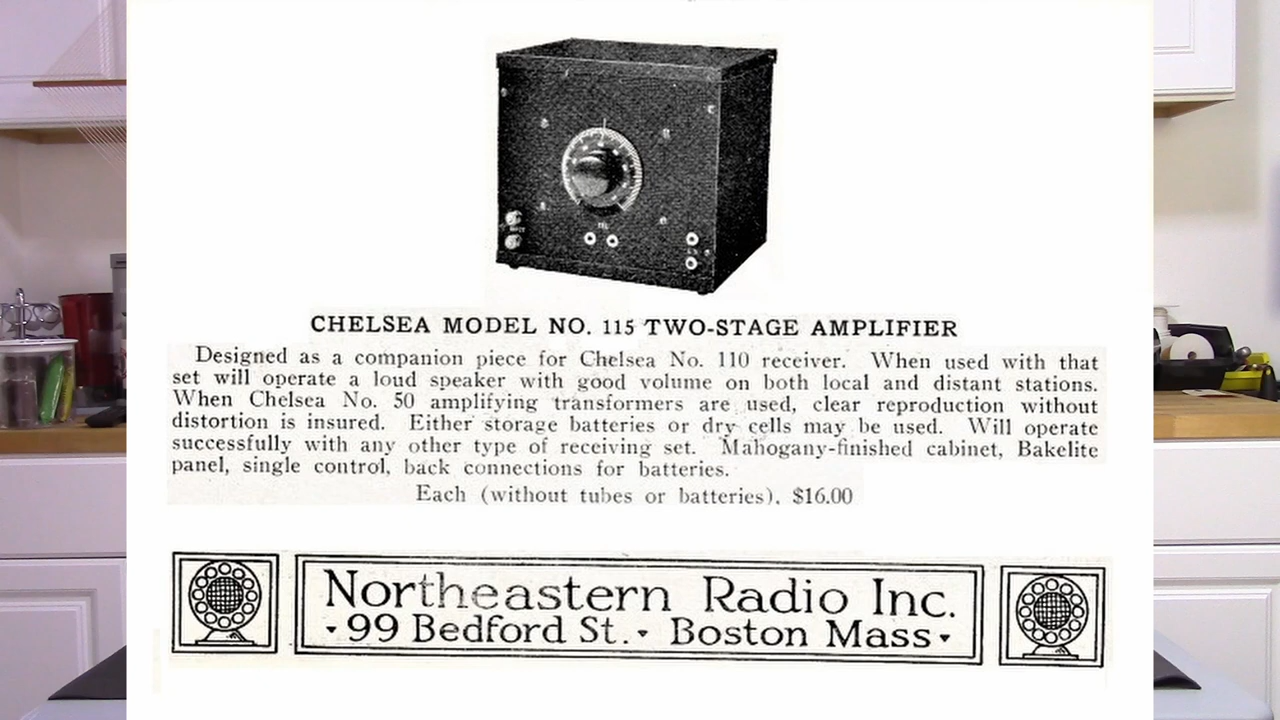 CHELSEA MODEL NO. 115 TWO-STAGE AMPLIFIER
Designed as a companion piece for Chelsea No. 110 receiver. When used with that
set will operate a loud speaker with good volume on both local and distant stations.
When Chelsea No. 50 amplifying transformers are used, clear reproduction without
distortion is insured. Either storage batteries or dry cells may be used. Will operate
successfully with any other type of receiving set. Mahogany-finished cabinet, Bakelite
panel, single control, back connections for batteries.
Each (without tubes or batteries), $16.00
Northeastern Radio Inc.
99 Bedford St. Boston Mass